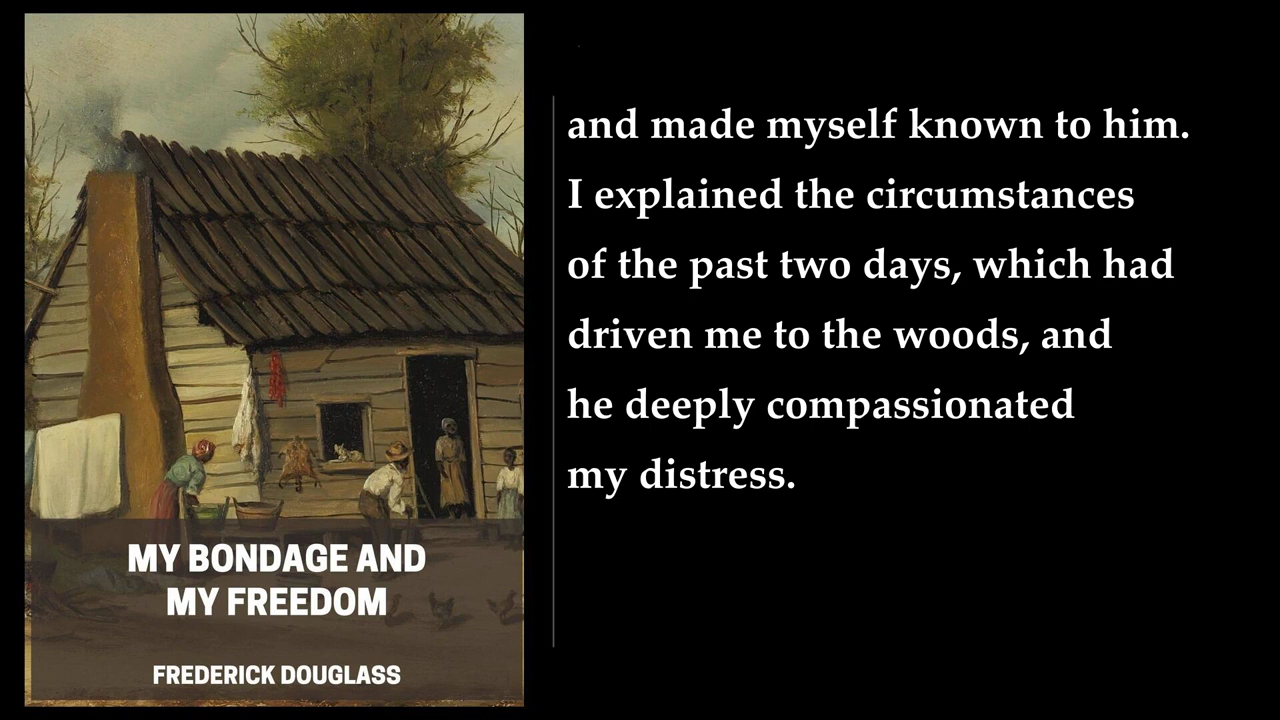 MY BONDAGE AND
MY FREEDOM
FREDERICK DOUGLASS
and made myself known to him.
I explained the circumstances
of the past two days, which had
driven me to the woods, and
he deeply compassionated
my distress.